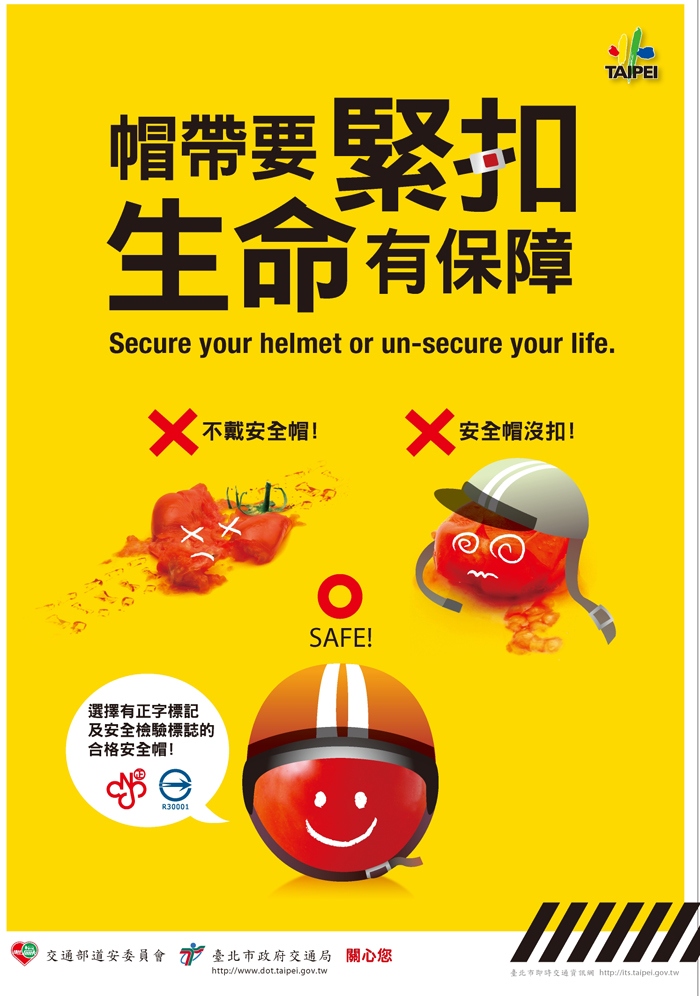 TAIPEI
帽帶要緊扣
生命有保障
Secure your helmet or un-secure your life.
不戴安全帽!
安全帽沒扣!
SAFE!
選擇有正字標記
及安全檢驗標誌的
合格安全帽!
R30001
交通部道安委員會
臺北市政府交通局
關心您
http://www.dot.taipei.gov.tw
臺北市即時交通資訊網 http://its.taipei.gov.tw